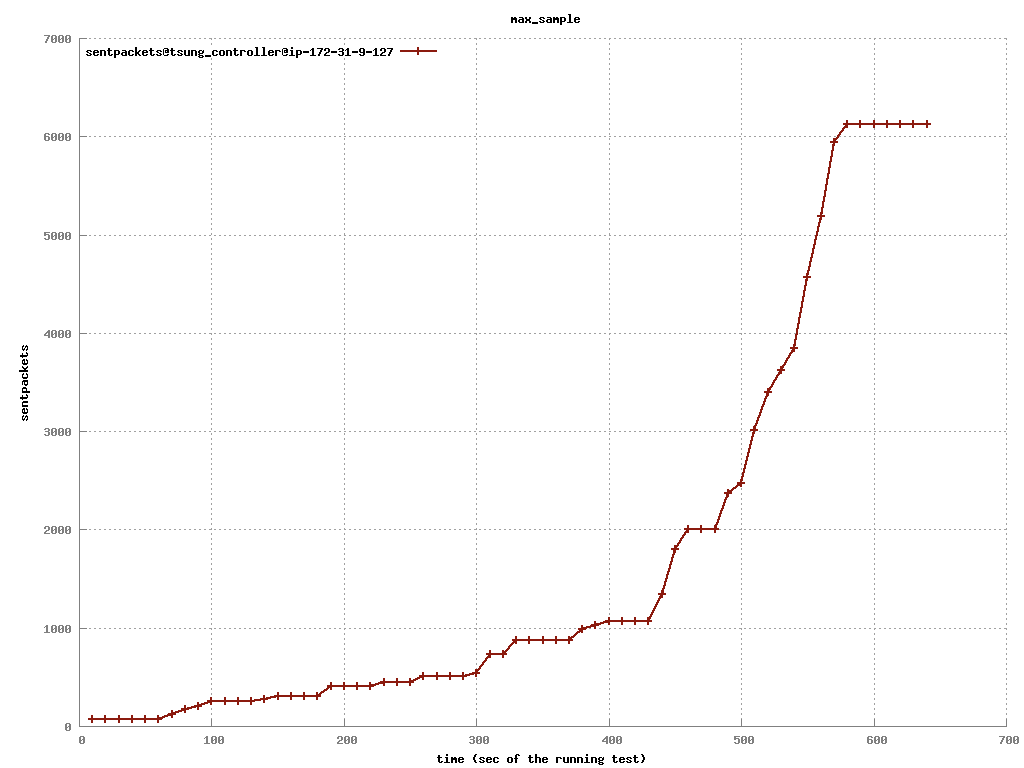 max_sample
sentpackets@tsung_controller@ip-172-31-9-127
7000
6000
5000
4000
3000
2000
1000
0
sentpackets
0 100 200 300 400 500 600 700
time (sec of the running test)